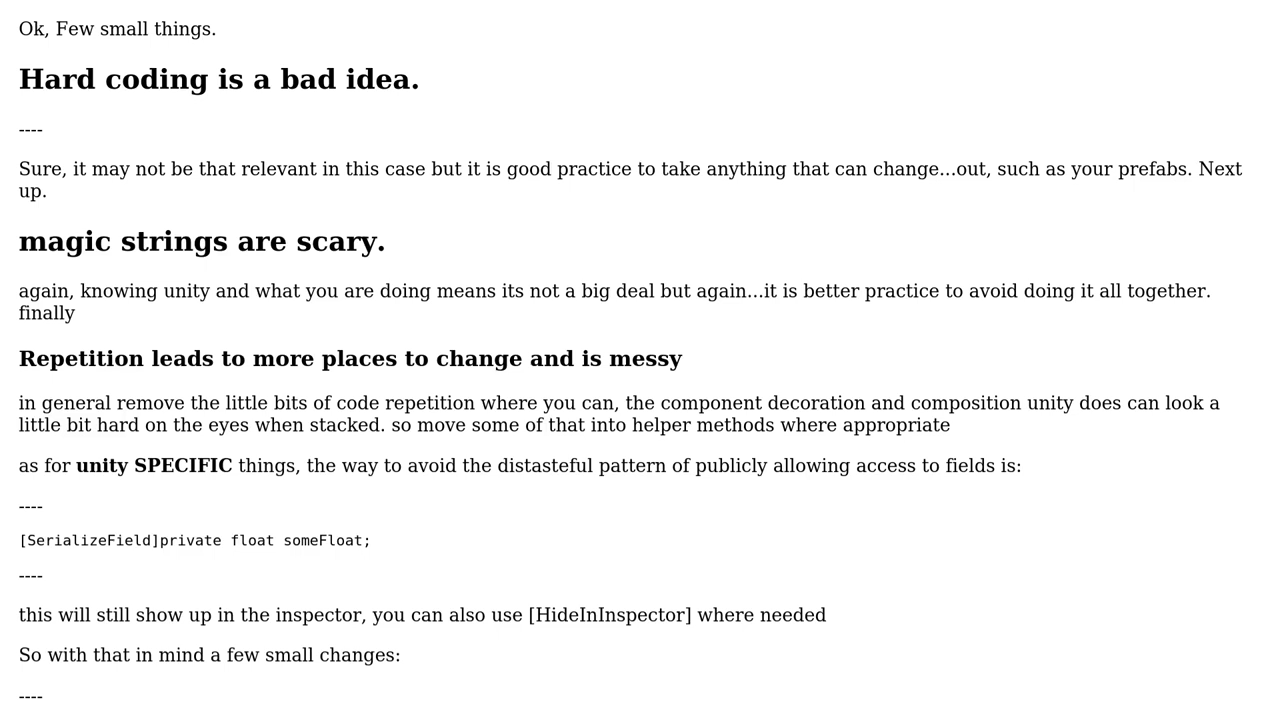 Ok, Few small things.
Hard coding is a bad idea.
----
Sure, it may not be that relevant in this case but it is good practice to take anything that can change...out, such as your prefabs. Next
up.
magic strings are scary.
again, knowing unity and what you are doing means its not a big deal but again...it is better practice to avoid doing it all together.
finally
Repetition leads to more places to change and is messy
in general remove the little bits of code repetition where you can, the component decoration and composition unity does can look a
little bit hard on the eyes when stacked. so move some of that into helper methods where appropriate
as for unity SPECIFIC things, the way to avoid the distasteful pattern of publicly allowing access to fields is:
----
[SerializeField]private float someFloat;
----
this will still show up in the inspector, you can also use [HideInInspector] where needed
So with that in mind a few small changes:
----